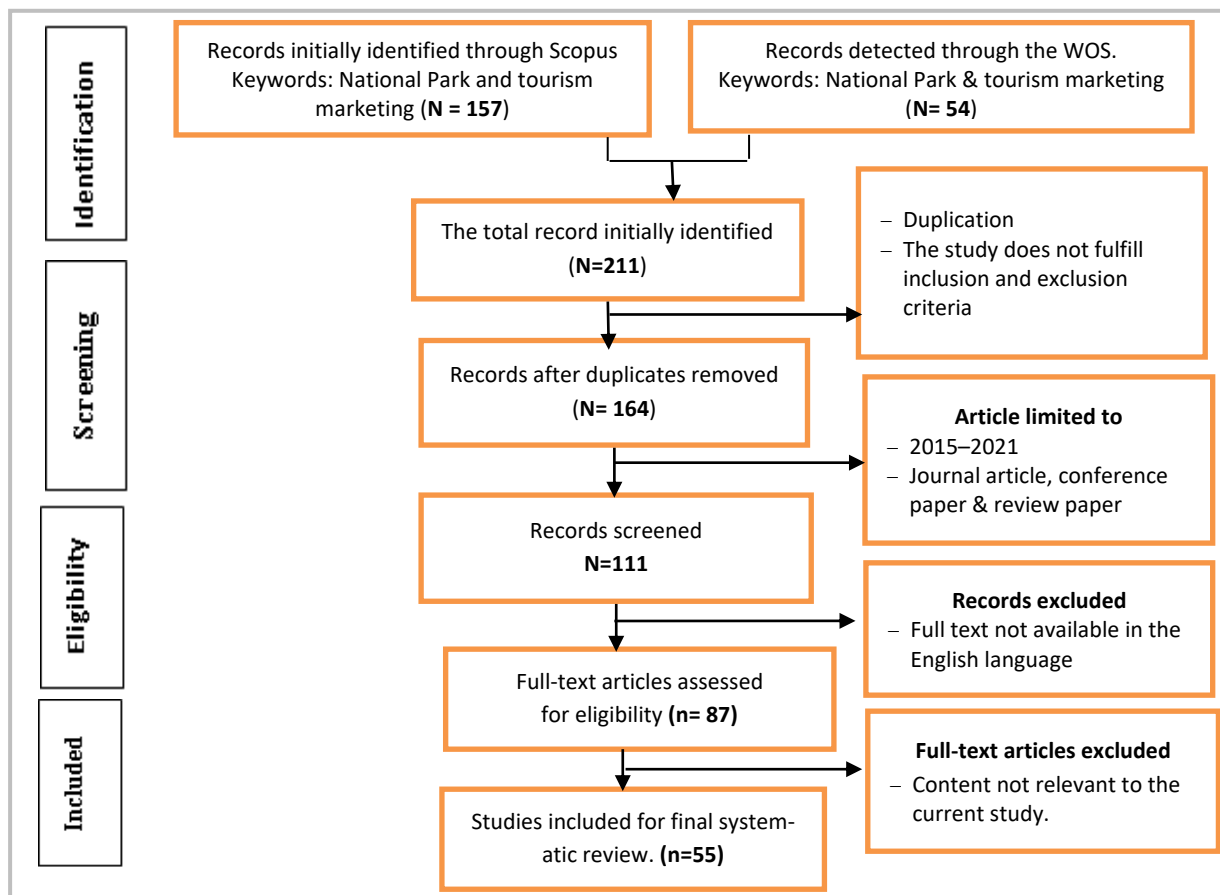 Identification
Records initially identified through Scopus
Keywords: National Park and tourism
marketing (N = 157)
Records detected through the WOS.
Keywords: National Park & tourism marketing
(N= 54)
The total record initially identified
(N=211)
– Duplication
– The study does not fulfill
inclusion and exclusion
criteria
Screening
Records after duplicates removed
(N= 164)
Article limited to
– 2015–2021
– Journal article, conference
paper & review paper
Records screened
N=111
Eligibility
Records excluded
– Full text not available in the
English language
Full-text articles assessed
for eligibility (n= 87)
Included
Full-text articles excluded
– Content not relevant to the
current study.
Studies included for final system-
atic review. (n=55)